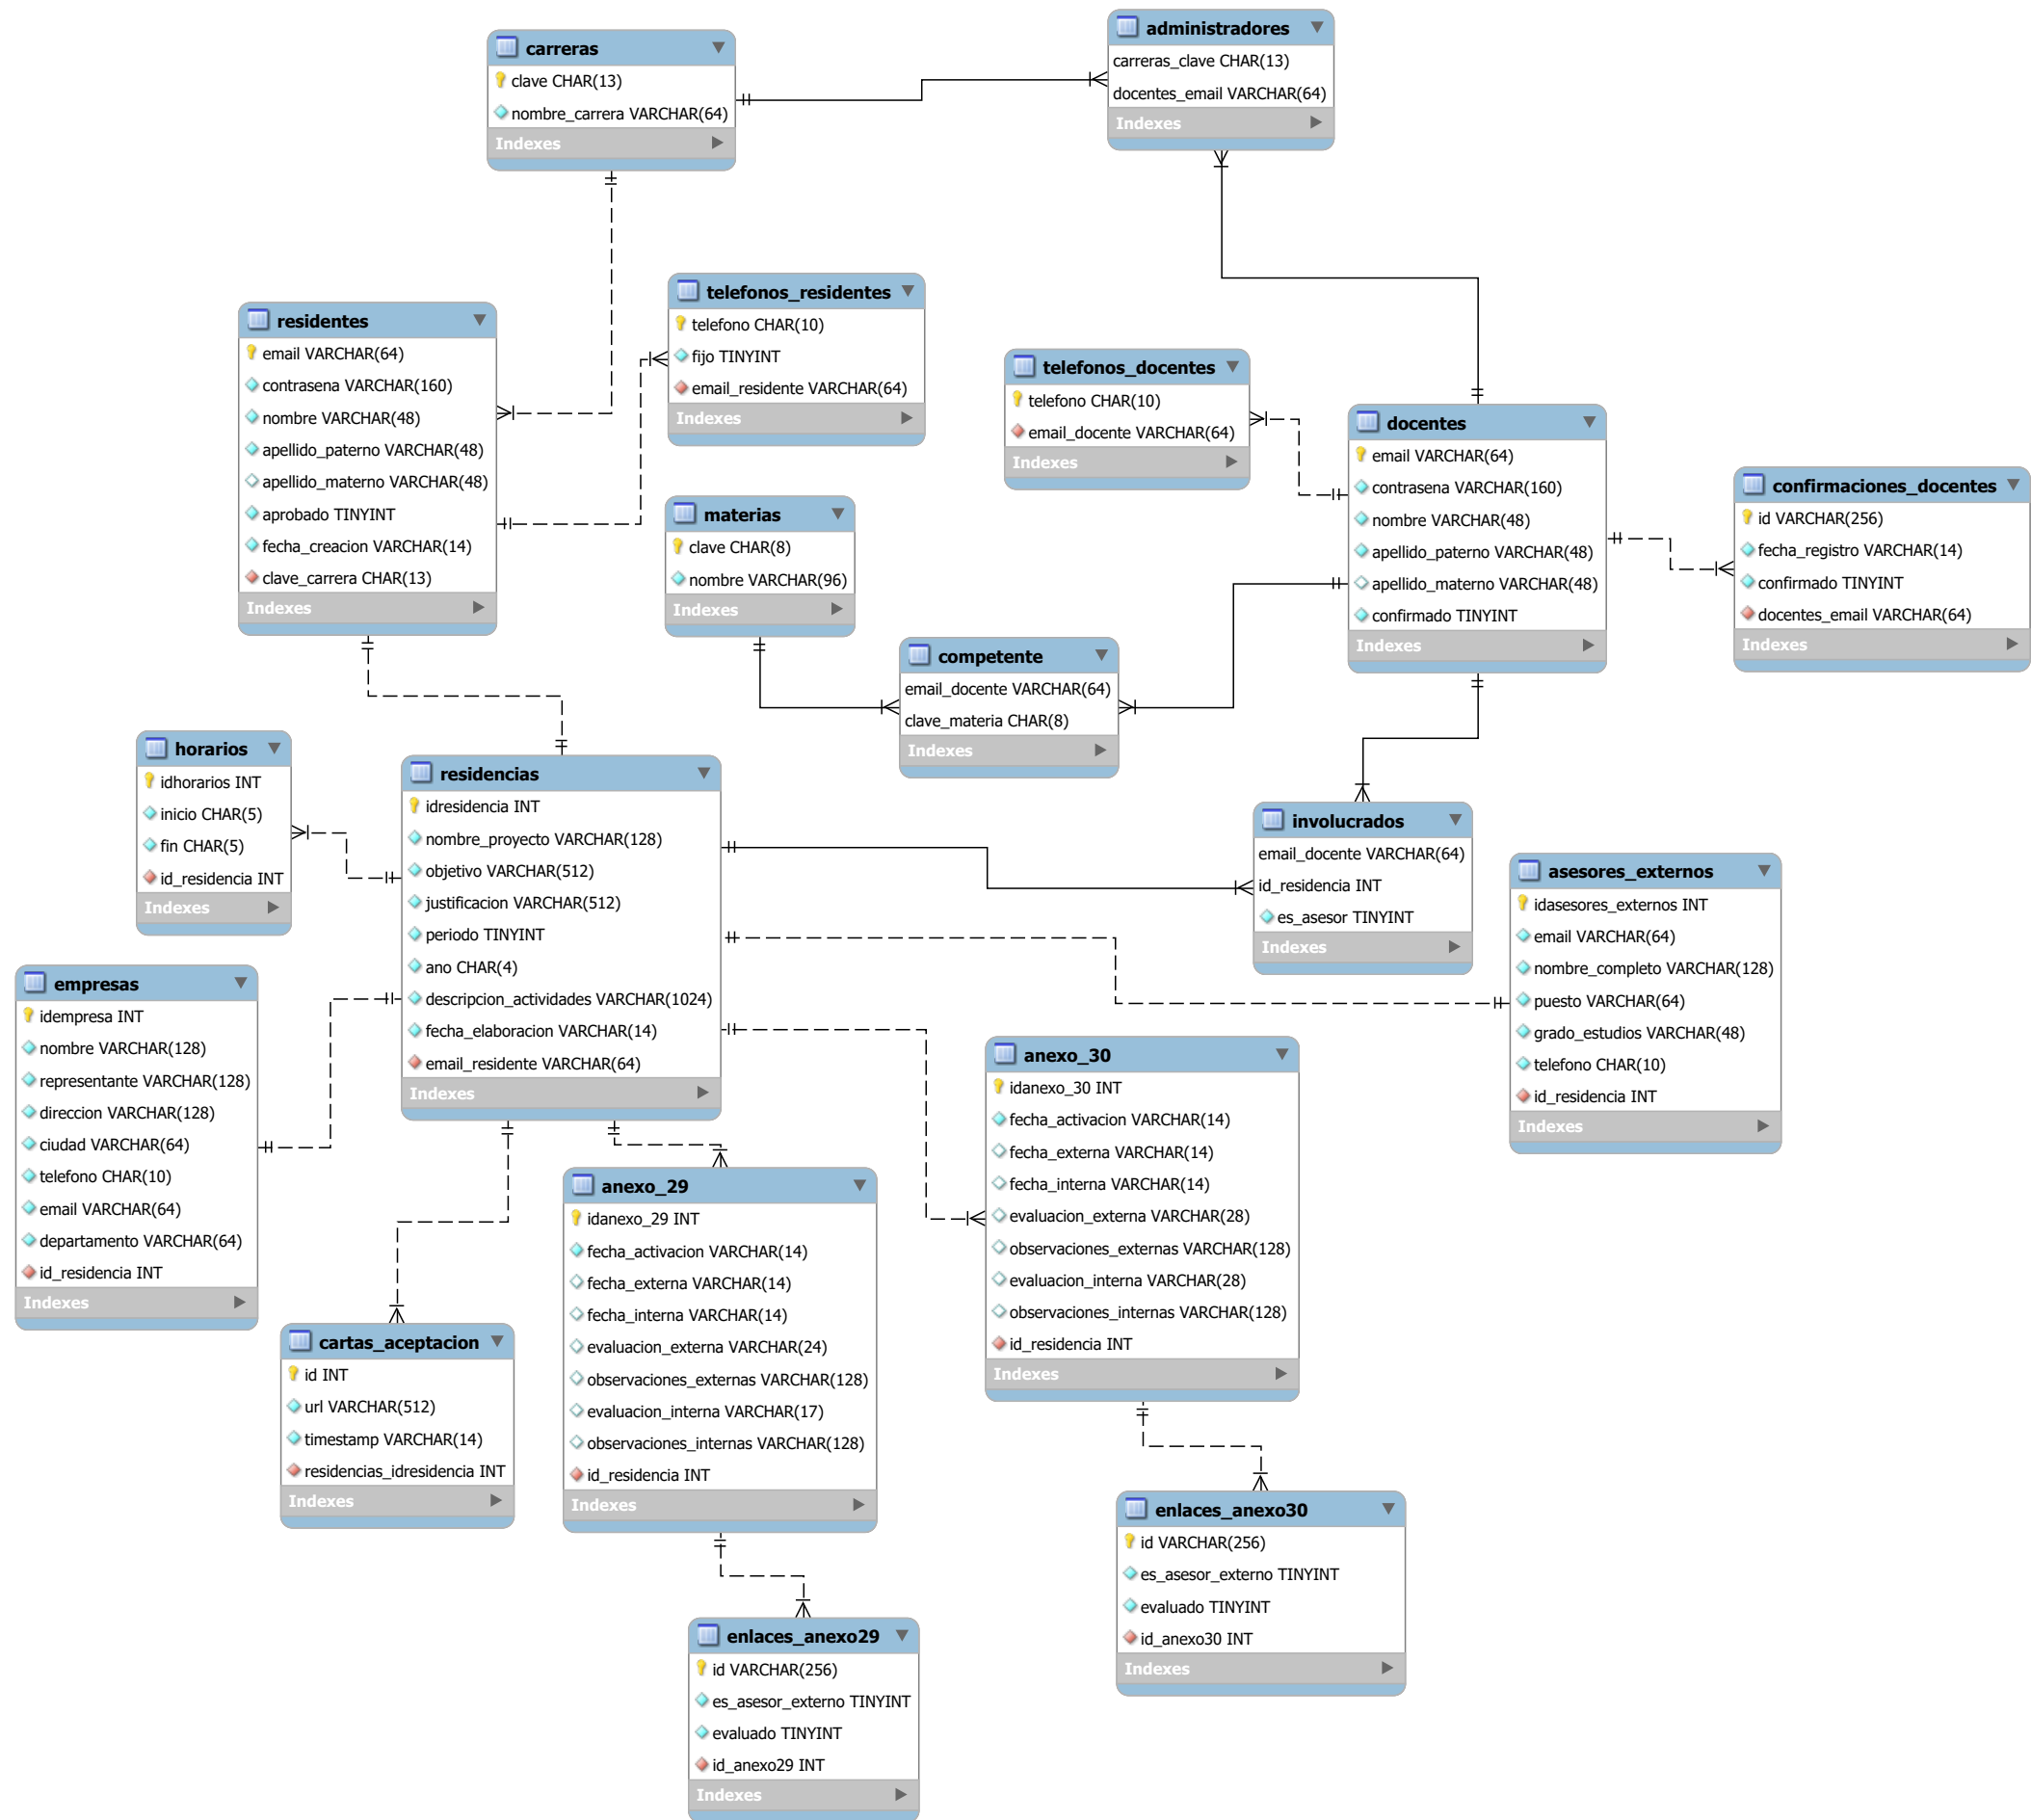 carreras
clave CHAR(13)
nombre_carrera VARCHAR(64)
Indexes
administradores
carreras_clave CHAR(13)
docentes_email VARCHAR(64)
Indexes
residentes
email VARCHAR(64)
contrasena VARCHAR(160)
nombre VARCHAR(48)
apellido_paterno VARCHAR(48)
apellido_materno VARCHAR(48)
aprobado TINYINT
fecha_creacion VARCHAR(14)
clave_carrera CHAR(13)
Indexes
telefonos_residentes
telefono CHAR(10)
fijo TINYINT
email_residente VARCHAR(64)
Indexes
telefonos_docentes
telefono CHAR(10)
email_docente VARCHAR(64)
Indexes
docentes
email VARCHAR(64)
contrasena VARCHAR(160)
nombre VARCHAR(48)
apellido_paterno VARCHAR(48)
apellido_materno VARCHAR(48)
confirmado TINYINT
Indexes
confirmaciones_docentes
id VARCHAR(256)
fecha_registro VARCHAR(14)
confirmado TINYINT
docentes_email VARCHAR(64)
Indexes
materias
clave CHAR(8)
nombre VARCHAR(96)
Indexes
competente
email_docente VARCHAR(64)
clave_materia CHAR(8)
Indexes
horarios
idhorarios INT
inicio CHAR(5)
fin CHAR(5)
id_residencia INT
Indexes
residencias
idresidencia INT
nombre_proyecto VARCHAR(128)
objetivo VARCHAR(512)
justificacion VARCHAR(512)
periodo TINYINT
ano CHAR(4)
descripcion_actividades VARCHAR(1024)
fecha_elaboracion VARCHAR(14)
email_residente VARCHAR(64)
Indexes
involucrados
email_docente VARCHAR(64)
id_residencia INT
es_asesor TINYINT
Indexes
asesores_externos
idasesores_externos INT
email VARCHAR(64)
nombre_completo VARCHAR(128)
puesto VARCHAR(64)
grado_estudios VARCHAR(48)
telefono CHAR(10)
id_residencia INT
Indexes
empresas
idempresa INT
nombre VARCHAR(128)
representante VARCHAR(128)
direccion VARCHAR(128)
ciudad VARCHAR(64)
telefono CHAR(10)
email VARCHAR(64)
departamento VARCHAR(64)
id_residencia INT
Indexes
anexo_30
idanexo_30 INT
fecha_activacion VARCHAR(14)
fecha_externa VARCHAR(14)
fecha_interna VARCHAR(14)
evaluacion_externa VARCHAR(28)
observaciones_externas VARCHAR(128)
evaluacion_interna VARCHAR(28)
observaciones_internas VARCHAR(128)
id_residencia INT
Indexes
anexo_29
idanexo_29 INT
fecha_activacion VARCHAR(14)
fecha_externa VARCHAR(14)
fecha_interna VARCHAR(14)
evaluacion_externa VARCHAR(24)
observaciones_externas VARCHAR(128)
evaluacion_interna VARCHAR(17)
observaciones_internas VARCHAR(128)
id_residencia INT
Indexes
cartas_aceptacion
id INT
url VARCHAR(512)
timestamp VARCHAR(14)
residencias_idresidencia INT
Indexes
enlaces_anexo30
id VARCHAR(256)
es_asesor_externo TINYINT
evaluado TINYINT
id_anexo30 INT
Indexes
enlaces_anexo29
id VARCHAR(256)
es_asesor_externo TINYINT
evaluado TINYINT
id_anexo29 INT
Indexes